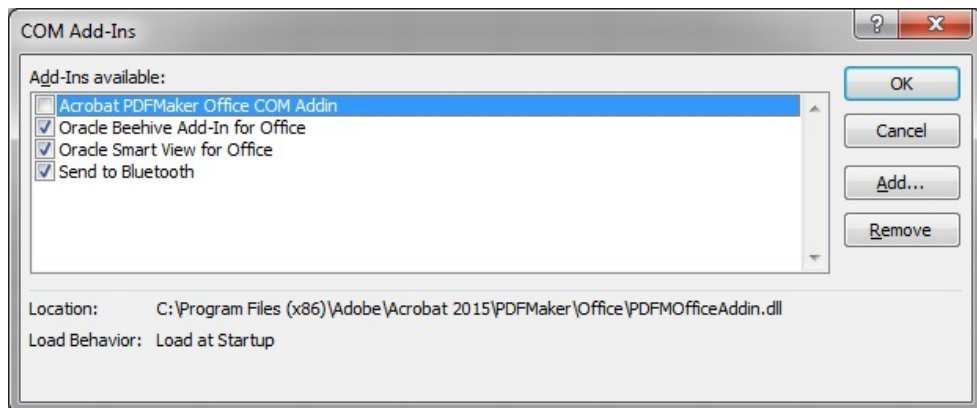 COM Add-Ins
Add-Ins available:
Acrobat PDFMaker Office COM Addin
Oracle Beehive Add-In for Office
Oracle Smart View for Office
Send to Bluetooth
OK
Cancel
Add...
Remove
Location: C:\Program Files (x86)\Adobe\Acrobat 2015\PDFMaker\Office\PDFMOfficeAddin.dll
Load Behavior: Load at Startup